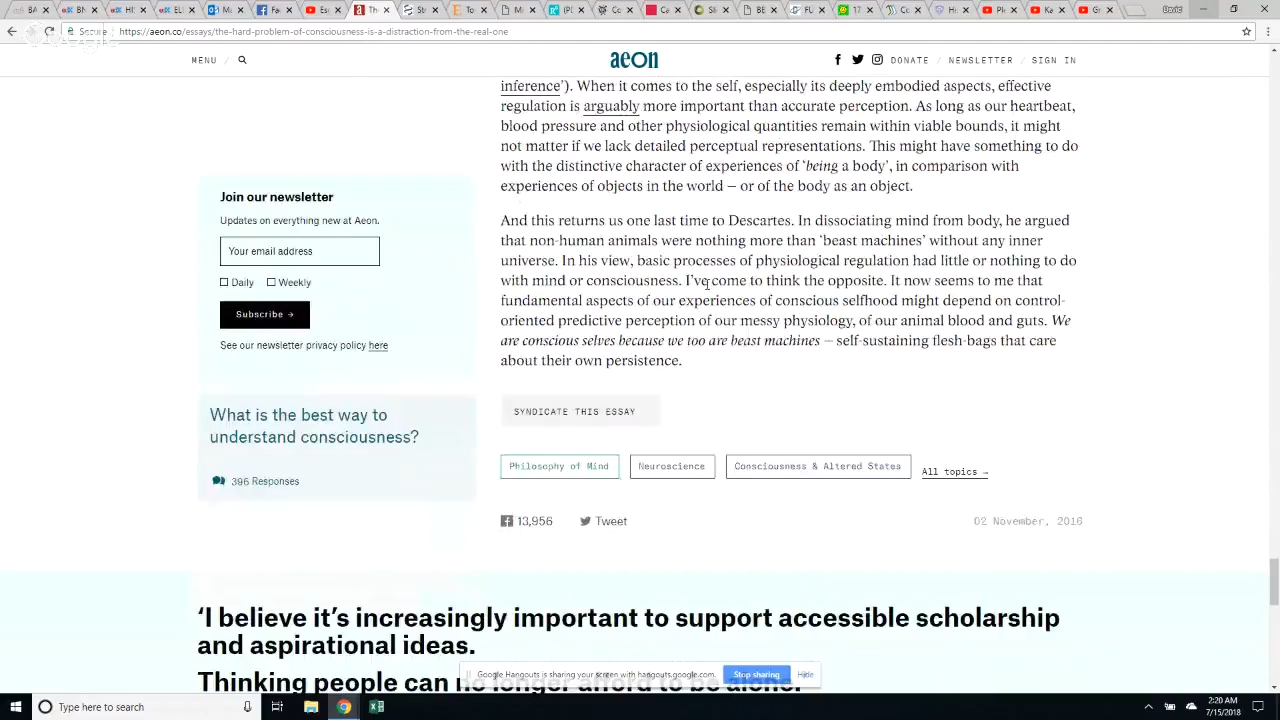 Secure
https://aeon.co/essays/the-hard-problem-of-consciousness-is-a-distraction-from-the-real-one
MENU /
aeon
DONATE / NEWSLETTER / SIGN IN
inference'). When it comes to the self, especially its deeply embodied aspects, effective
regulation is arguably more important than accurate perception. As long as our heartbeat,
blood pressure and other physiological quantities remain within viable bounds, it might
not matter if we lack detailed perceptual representations. This might have something to do
with the distinctive character of experiences of 'being a body', in comparison with
experiences of objects in the world – or of the body as an object.
Join our newsletter
Updates on everything new at Aeon.
Your email address
Daily Weekly
Subscribe →
See our newsletter privacy policy here
And this returns us one last time to Descartes. In dissociating mind from body, he argued
that non-human animals were nothing more than 'beast machines' without any inner
universe. In his view, basic processes of physiological regulation had little or nothing to do
with mind or consciousness. I've come to think the opposite. It now seems to me that
fundamental aspects of our experiences of conscious selfhood might depend on control-
oriented predictive perception of our messy physiology, of our animal blood and guts. We
are conscious selves because we too are beast machines – self-sustaining flesh-bags that care
about their own persistence.
What is the best way to
understand consciousness?
396 Responses
SYNDICATE THIS ESSAY
Philosophy of Mind
Neuroscience
Consciousness & Altered States
All topics →
13,956
Tweet
02 November, 2016
'I believe it's increasingly important to support accessible scholarship
and aspirational ideas.
Thinking people can no longer afford to be alone.
Google Hangouts is sharing your screen with hangouts.google.com.
Stop sharing
Hide
Type here to search
2:20 AM
7/15/2018